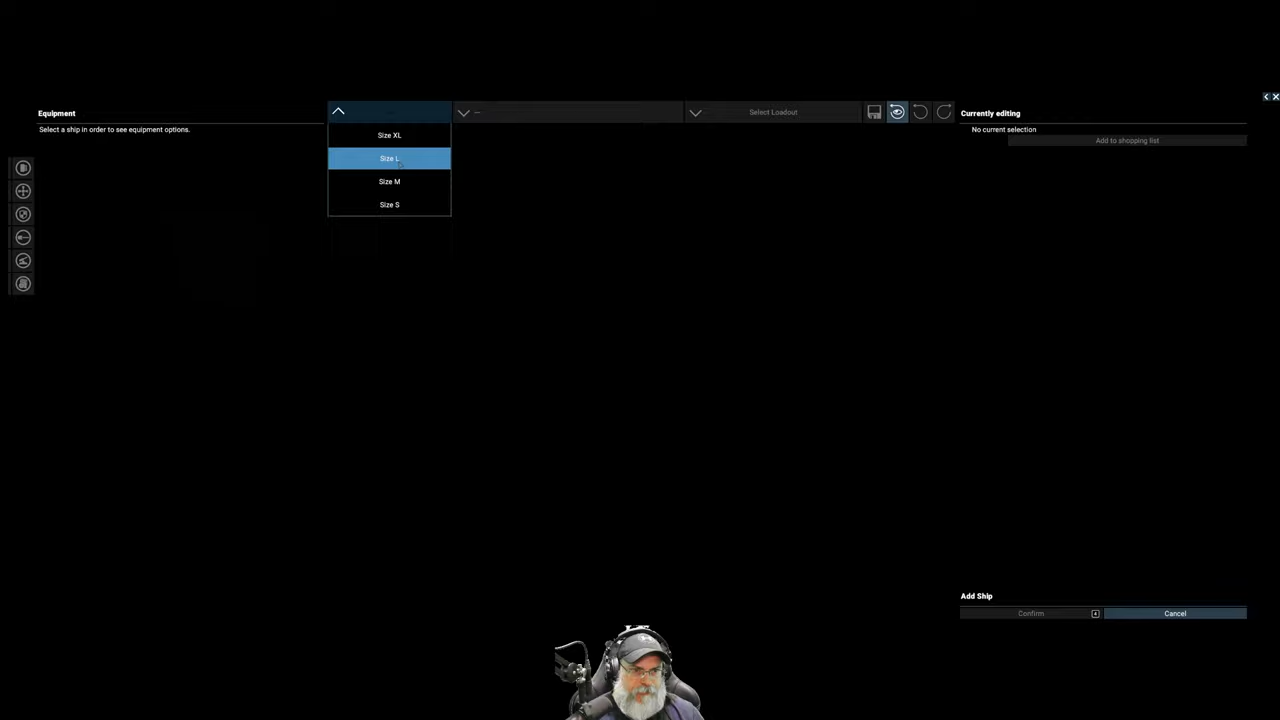 Equipment
Select a ship in order to see equipment options.
Size XL
Size L
Size M
Size S
--
Select Loadout
Currently editing
No current selection
Add to shopping list
Add Ship
Confirm
Cancel